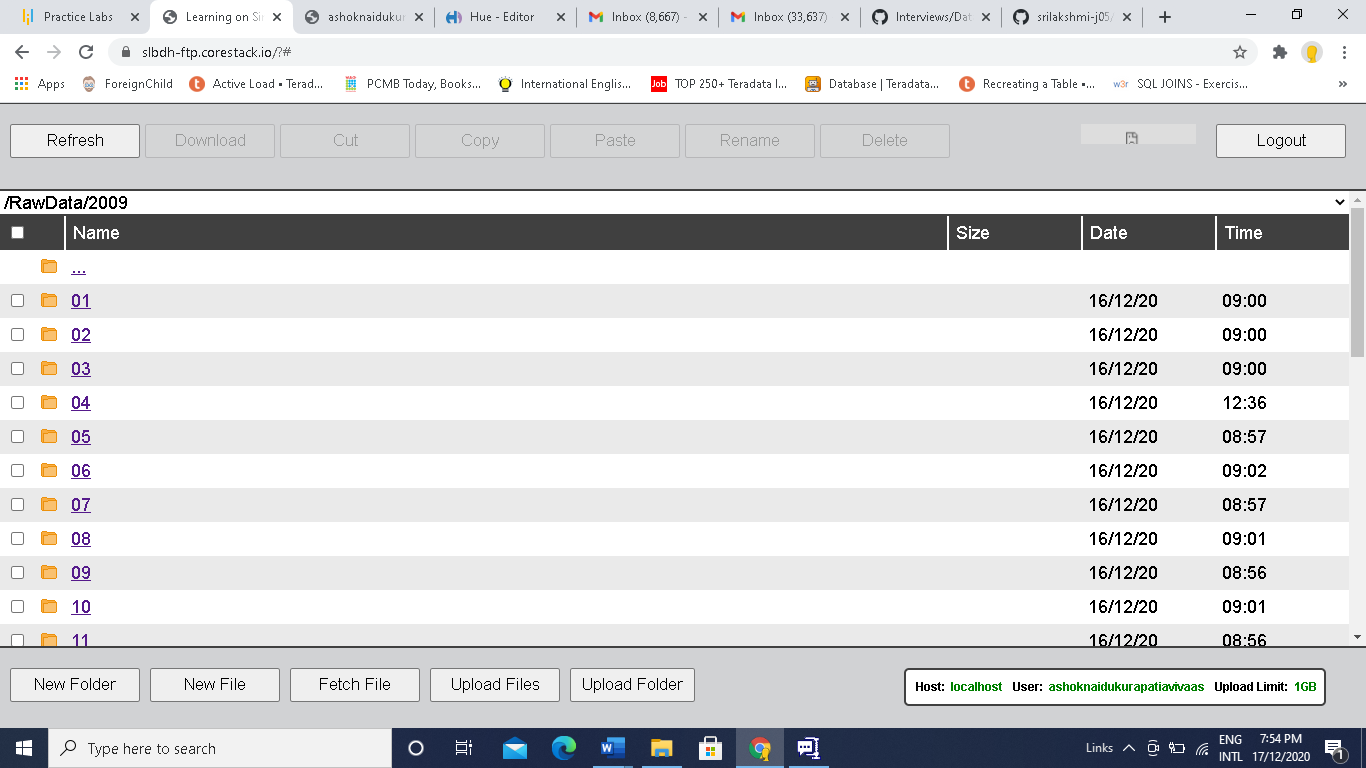 Practice Labs
Learning on Si
ashoknaiduku
Hue - Editor
Inbox (8,667) -
Inbox (33,637)
Interviews/Dat
srilakshmi-j05/
slbdh-ftp.corestack.io/?#
Apps
ForeignChild
Active Load • Terad...
PCMB Today, Books...
International Englis...
Job TOP 250+ Teradata I...
Database | Teradata...
Recreating a Table •...
w3r SQL JOINS - Exercis...
Refresh Download Cut Copy Paste Rename Delete Logout
/RawData/2009
Name Size Date Time
...
01 16/12/20 09:00
02 16/12/20 09:00
03 16/12/20 09:00
04 16/12/20 12:36
05 16/12/20 08:57
06 16/12/20 09:02
07 16/12/20 08:57
08 16/12/20 09:01
09 16/12/20 08:56
10 16/12/20 09:01
11 16/12/20 08:56
New Folder New File Fetch File Upload Files Upload Folder
Host: localhost User: ashoknaidukurapatiavivaas Upload Limit: 1GB
Type here to search
Links
ENG
INTL
7:54 PM
17/12/2020
1